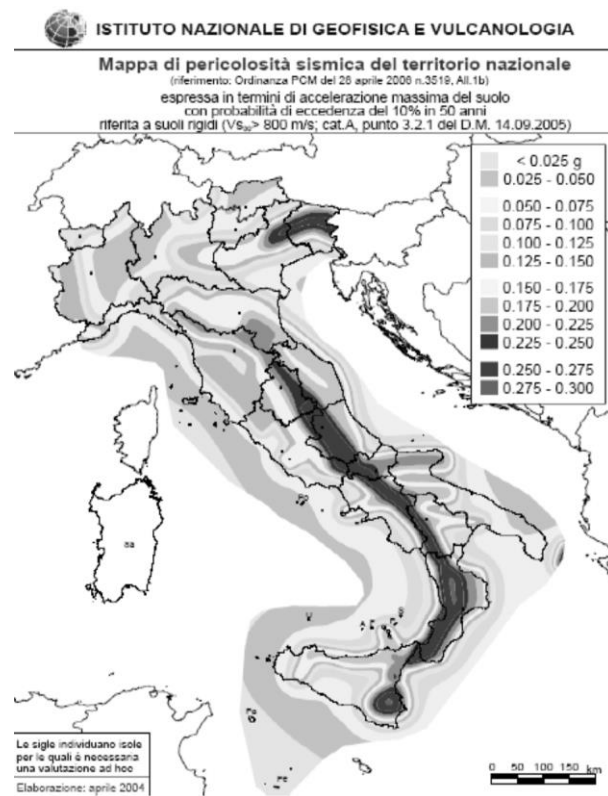 ISTITUTO NAZIONALE DI GEOFISICA E VULCANOLOGIA
Mappa di pericolosità sismica del territorio nazionale
(riferimento: Ordinanza PCM del 28 aprile 2006 n.3519, All.1b)
espressa in termini di accelerazione massima del suolo
con probabilità di eccedenza del 10% in 50 anni
riferita a suoli rigidi (Vs₃₀> 800 m/s; cat.A, punto 3.2.1 del D.M. 14.09.2005)
< 0.025 g
0.025 - 0.050
0.050 - 0.075
0.075 - 0.100
0.100 - 0.125
0.125 - 0.150
0.150 - 0.175
0.175 - 0.200
0.200 - 0.225
0.225 - 0.250
0.250 - 0.275
0.275 - 0.300
Le sigle individuano isole
per le quali è necessaria
una valutazione ad hoc
Elaborazione: aprile 2004
0 50 100 150 km